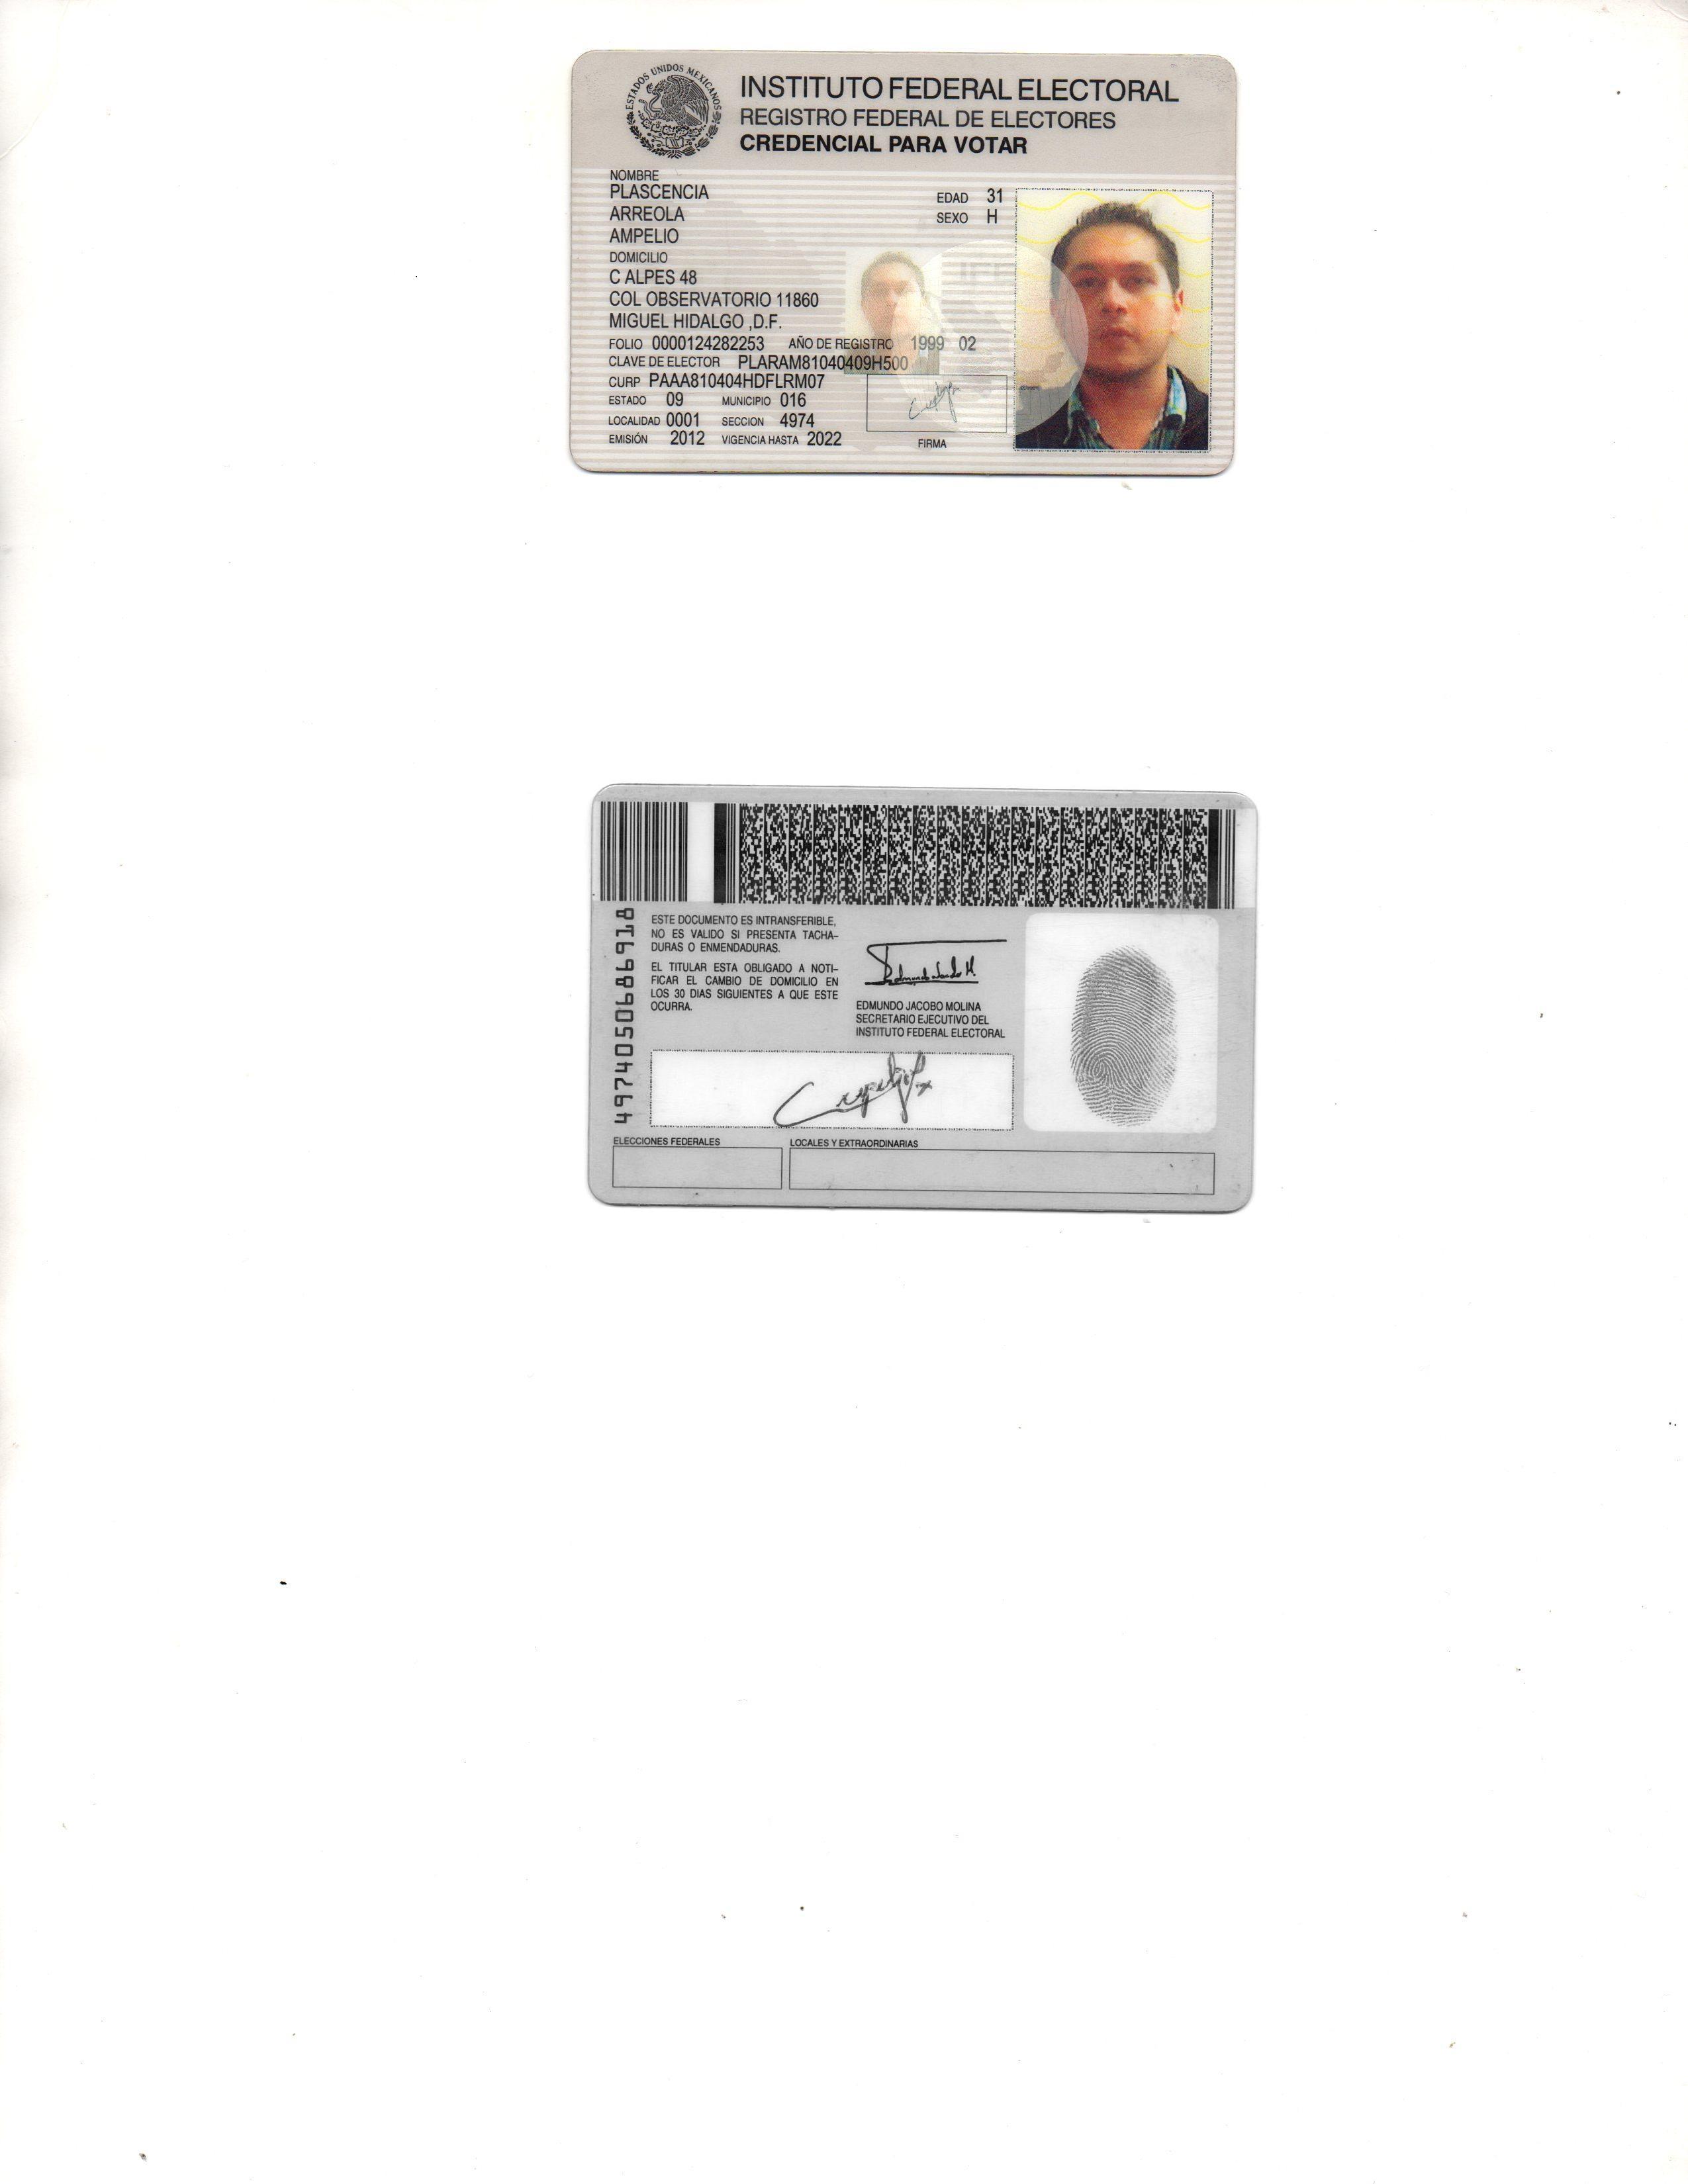 ESTADOS UNIDOS MEXICANOS
INSTITUTO FEDERAL ELECTORAL
REGISTRO FEDERAL DE ELECTORES
CREDENCIAL PARA VOTAR
NOMBRE
PLASCENCIA
ARREOLA
AMPELIO
EDAD 31
SEXO H
DOMICILIO
C ALPES 48
COL OBSERVATORIO 11860
MIGUEL HIDALGO ,D.F.
FOLIO 0000124282253 AÑO DE REGISTRO 1999 02
CLAVE DE ELECTOR PLARAM81040409H500
CURP PAAA810404HDFLRM07
ESTADO 09 MUNICIPIO 016
LOCALIDAD 0001 SECCION 4974
EMISIÓN 2012 VIGENCIA HASTA 2022
FIRMA
4974050686918
ESTE DOCUMENTO ES INTRANSFERIBLE,
NO ES VALIDO SI PRESENTA TACHA-
DURAS O ENMENDADURAS.
EL TITULAR ESTA OBLIGADO A NOTI-
FICAR EL CAMBIO DE DOMICILIO EN
LOS 30 DIAS SIGUIENTES A QUE ESTE
OCURRA.
EDMUNDO JACOBO MOLINA
SECRETARIO EJECUTIVO DEL
INSTITUTO FEDERAL ELECTORAL
ELECCIONES FEDERALES
LOCALES Y EXTRAORDINARIAS